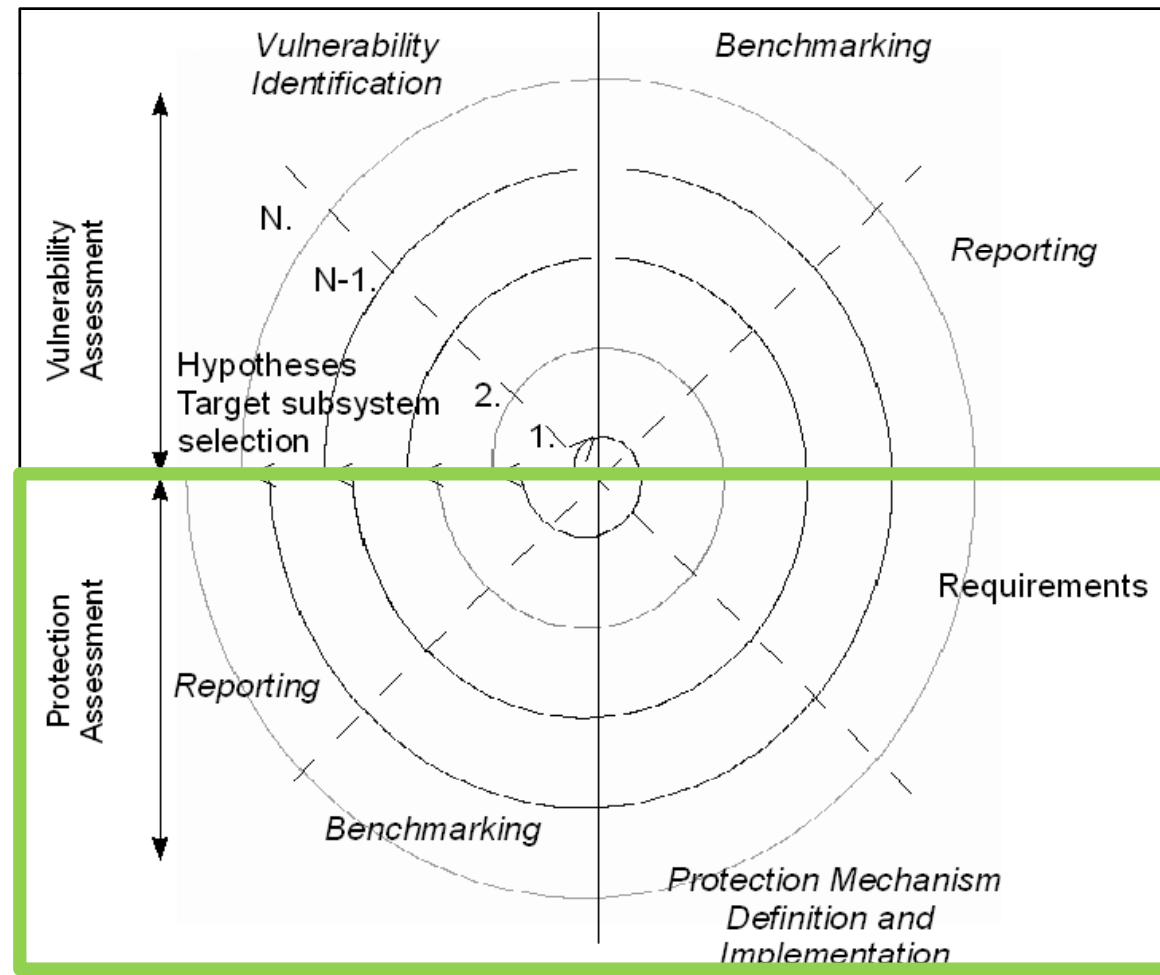 Vulnerability
Identification
Benchmarking
Vulnerability
Assessment
N.
Reporting
N-1.
Hypotheses
Target subsystem
selection
2.
1.
Protection
Assessment
Requirements
Reporting
Benchmarking
Protection Mechanism
Definition and
Implementation